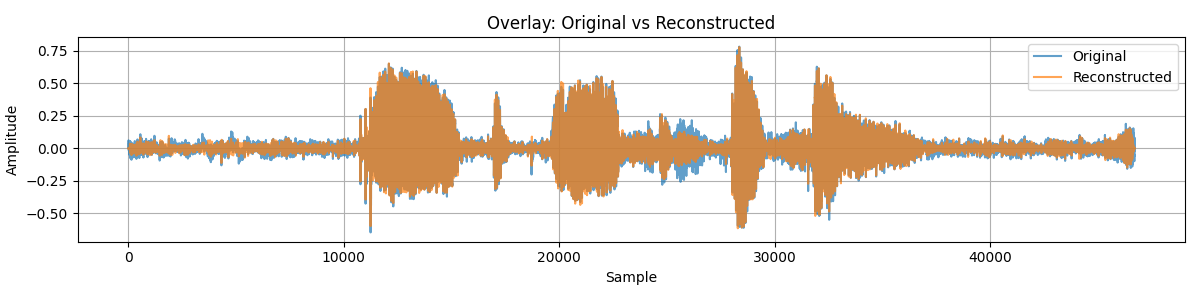 Overlay: Original vs Reconstructed
Original
Reconstructed
Amplitude
0.75
0.50
0.25
0.00
−0.25
−0.50
0
10000
20000
30000
40000
Sample